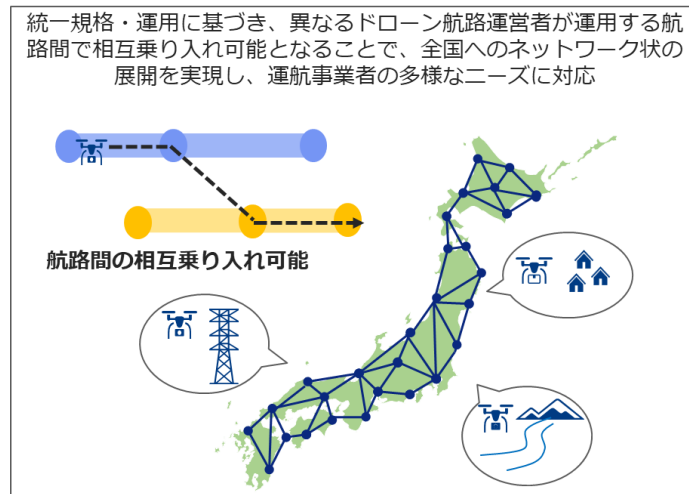 統一規格・運用に基づき、異なるドローン航路運営者が運用する航
路間で相互乗り入れ可能となることで、全国へのネットワーク状の
展開を実現し、運航事業者の多様なニーズに対応
航路間の相互乗り入れ可能